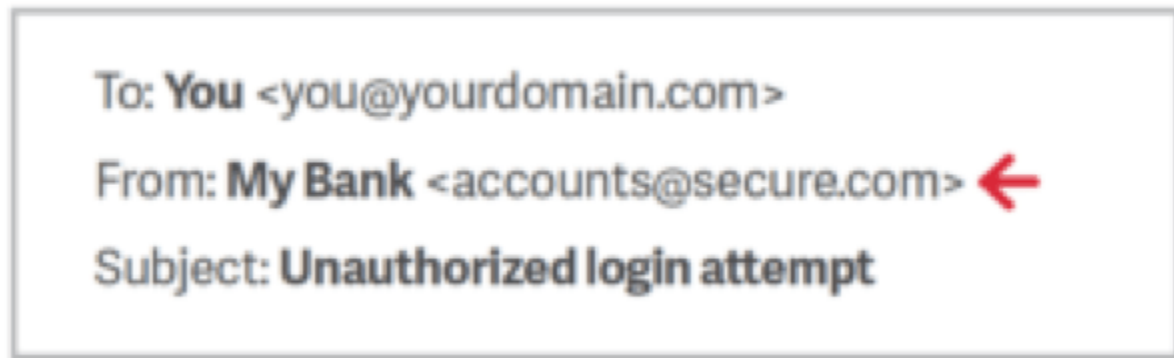 To: You <you@yourdomain.com>
From: My Bank <accounts@secure.com>
Subject: Unauthorized login attempt